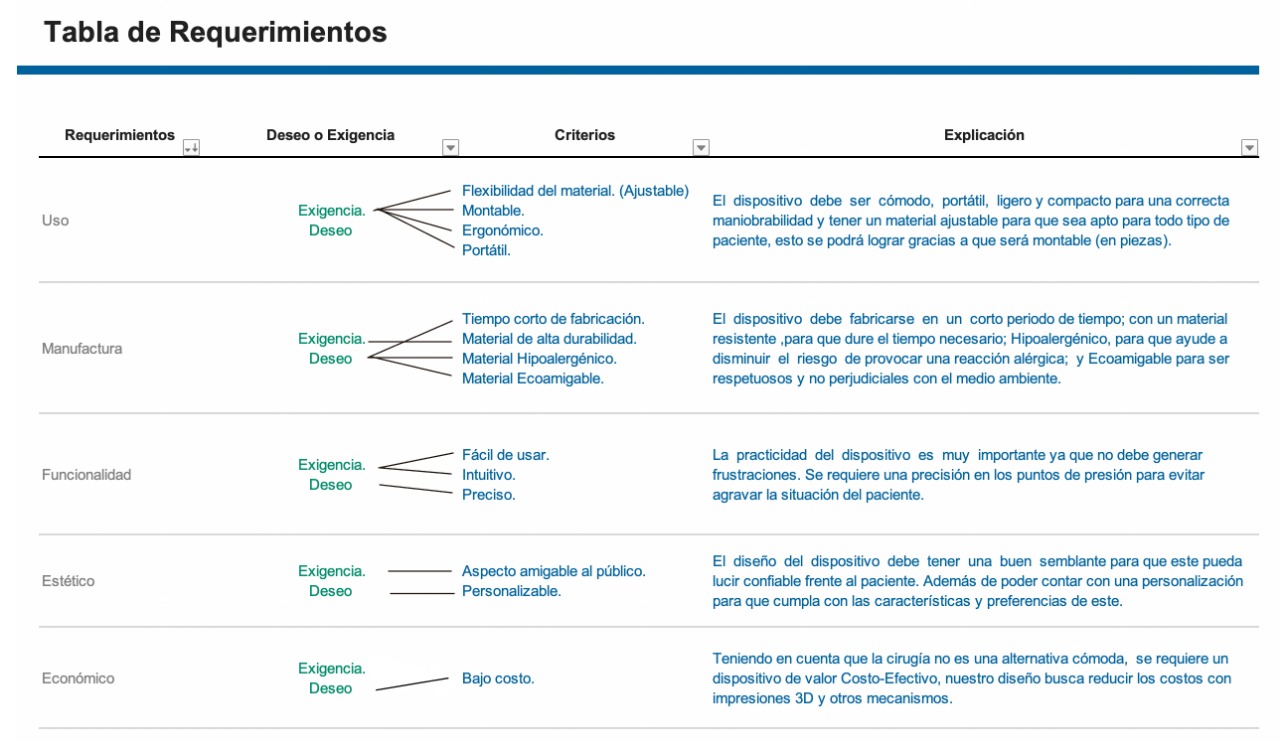 Tabla de Requerimientos
Requerimientos
Deseo o Exigencia
Criterios
Explicación
Uso
Exigencia.
Deseo
Flexibilidad del material. (Ajustable)
Montable.
Ergonómico.
Portátil.
El dispositivo debe ser cómodo, portátil, ligero y compacto para una correcta
maniobrabilidad y tener un material ajustable para que sea apto para todo tipo de
paciente, esto se podrá lograr gracias a que será montable (en piezas).
Manufactura
Exigencia.
Deseo
Tiempo corto de fabricación.
Material de alta durabilidad.
Material Hipoalergénico.
Material Ecoamigable.
El dispositivo debe fabricarse en un corto periodo de tiempo; con un material
resistente ,para que dure el tiempo necesario; Hipoalergénico, para que ayude a
disminuir el riesgo de provocar una reacción alérgica; y Ecoamigable para ser
respetuosos y no perjudiciales con el medio ambiente.
Funcionalidad
Exigencia.
Deseo
Fácil de usar.
Intuitivo.
Preciso.
La practicidad del dispositivo es muy importante ya que no debe generar
frustraciones. Se requiere una precisión en los puntos de presión para evitar
agravar la situación del paciente.
Estético
Exigencia.
Deseo
Aspecto amigable al público.
Personalizable.
El diseño del dispositivo debe tener una buen semblante para que este pueda
lucir confiable frente al paciente. Además de poder contar con una personalización
para que cumpla con las características y preferencias de este.
Económico
Exigencia.
Deseo
Bajo costo.
Teniendo en cuenta que la cirugía no es una alternativa cómoda, se requiere un
dispositivo de valor Costo-Efectivo, nuestro diseño busca reducir los costos con
impresiones 3D y otros mecanismos.